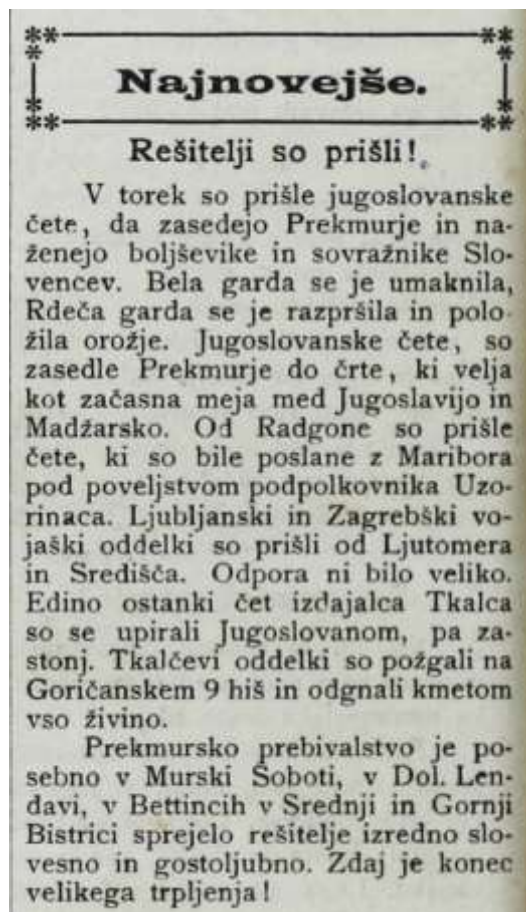 Najnovejše.
Rešitelji so prišli!
V torek so prišle jugoslovanske
čete, da zasedejo Prekmurje in na-
ženejo boljševike in sovražnike Slo-
vencev. Bela garda se je umaknila,
Rdeča garda se je razpršila in polo-
žila orožje. Jugoslovanske čete, so
zasedle Prekmurje do črte, ki velja
kot začasna meja med Jugoslavijo in
Madžarsko. Od Radgone so prišle
čete, ki so bile poslane z Maribora
pod poveljstvom podpolkovnika Uzo-
rinaca. Ljubljanski in Zagrebški vo-
jaški oddelki so prišli od Ljutomera
in Središča. Odpora ni bilo veliko.
Edino ostanki čet izdajalca Tkalca
so se upirali Jugoslovanom, pa za-
stonj. Tkalčevi oddelki so požgali na
Goričanskem 9 hiš in odgnali kmetom
vso živino.
Prekmursko prebivalstvo je po-
sebno v Murski Soboti, v Dol. Len-
davi, v Bettincih v Srednji in Gornji
Bistrici sprejelo rešitelje izredno slo-
vesno in gostoljubno. Zdaj je konec
velikega trpljenja!